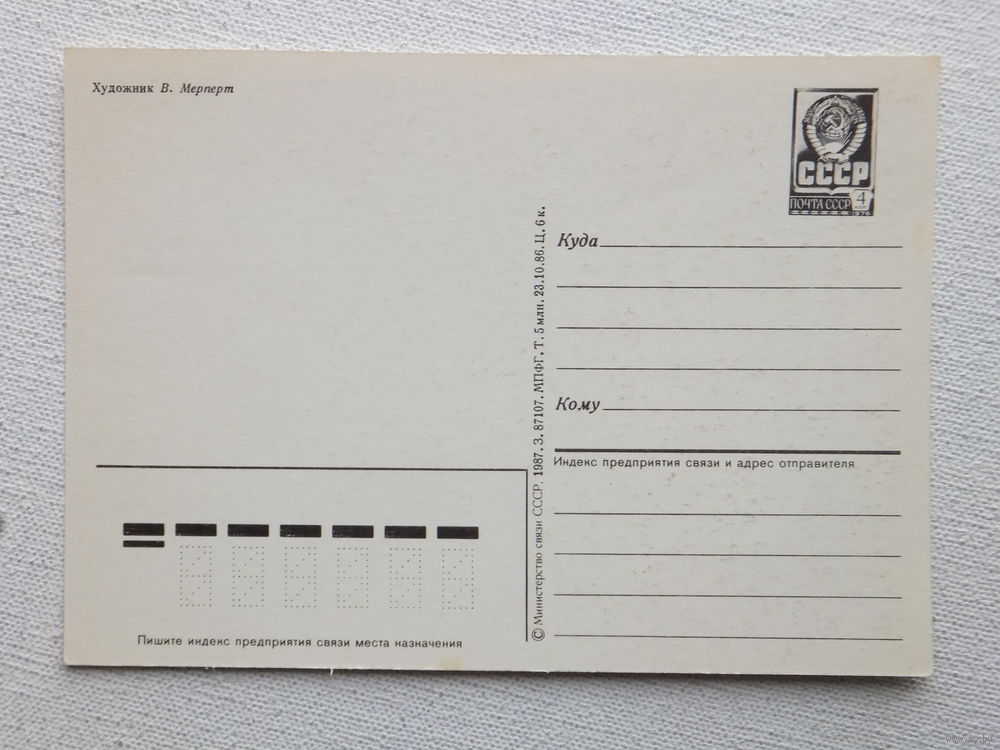 Художник В. Мерперт
СССР
ПОЧТА СССР 4
1976
Куда
Кому
Индекс предприятия связи и адрес отправителя
© Министерство связи СССР. 1987. З. 87107. МПФГ. Т. 5 млн. 23.10.86. Ц. 6 к.
Пишите индекс предприятия связи места назначения